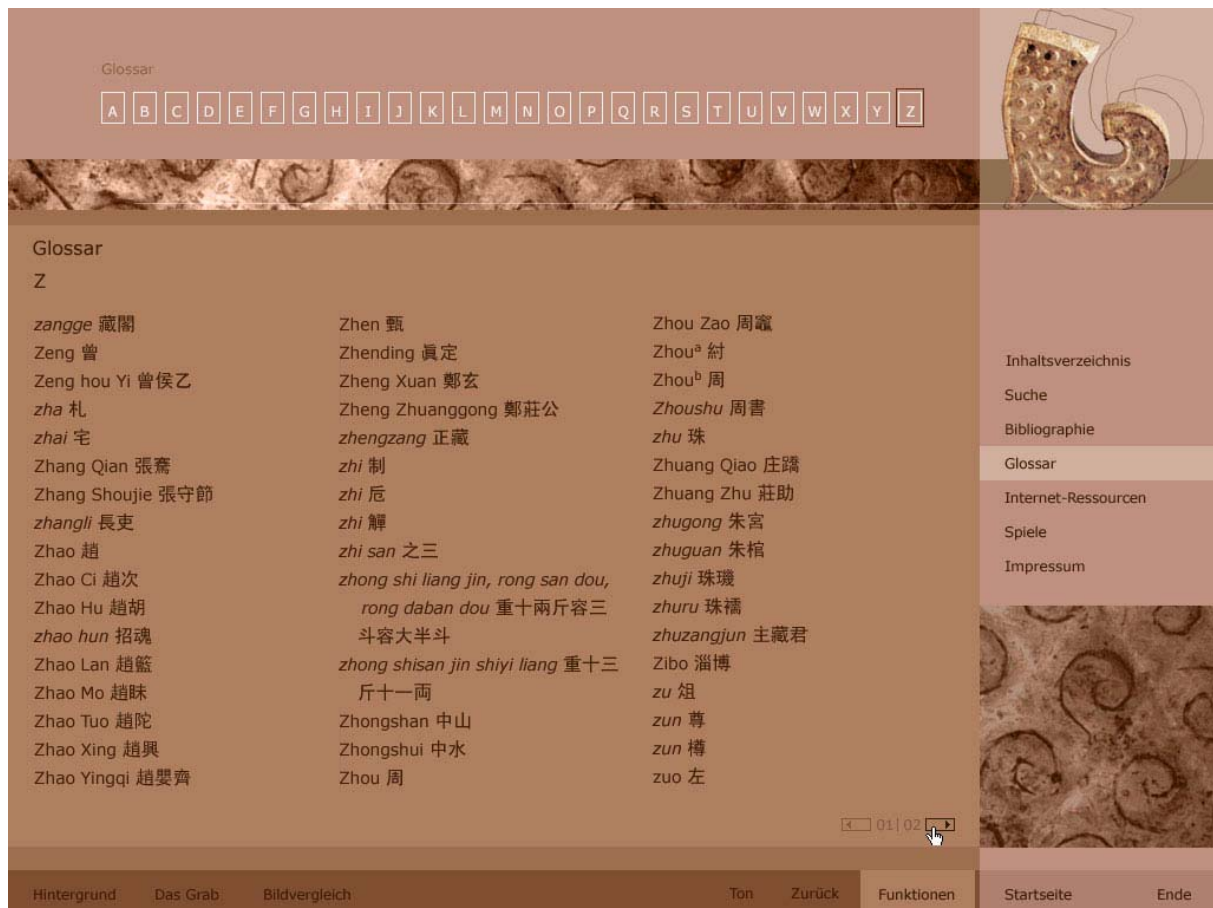 Glossar
A B C D E F G H I J K L M N O P Q R S T U V W X Y Z
Glossar
Z
zangge 藏閣
Zeng 曾
Zeng hou Yi 曾侯乙
zha 札
zhai 宅
Zhang Qian 張騫
Zhang Shoujie 張守節
zhangli 長吏
Zhao 趙
Zhao Ci 趙次
Zhao Hu 趙胡
zhao hun 招魂
Zhao Lan 趙籃
Zhao Mo 趙眜
Zhao Tuo 趙陀
Zhao Xing 趙興
Zhao Yingqi 趙嬰齊
Zhen 甄
Zhending 眞定
Zheng Xuan 鄭玄
Zheng Zhuanggong 鄭莊公
zhengzang 正藏
zhi 制
zhi 卮
zhi 觶
zhi san 之三
zhong shi liang jin, rong san dou,
rong daban dou 重十兩斤容三
斗容大半斗
zhong shisan jin shiyi liang 重十三
斤十一両
Zhongshan 中山
Zhongshui 中水
Zhou 周
Zhou Zao 周竈
Zhouᵃ 紂
Zhouᵇ 周
Zhoushu 周書
zhu 珠
Zhuang Qiao 庄蹻
Zhuang Zhu 莊助
zhugong 朱宮
zhuguan 朱棺
zhuji 珠璣
zhuru 珠襦
zhuzangjun 主藏君
Zibo 淄博
zu 俎
zun 尊
zun 樽
zuo 左
01| 02
Inhaltsverzeichnis
Suche
Bibliographie
Glossar
Internet-Ressourcen
Spiele
Impressum
Hintergrund Das Grab Bildvergleich Ton Zurück Funktionen Startseite Ende